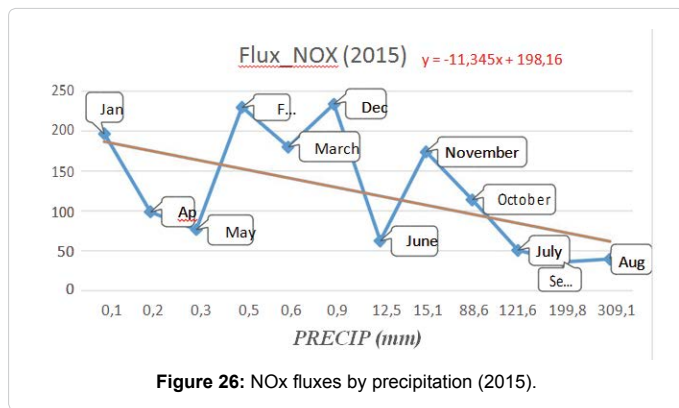 Flux_NOX (2015) y = -11,345x + 198,16
250
200
150
100
50
0
Jan
Ap
May
F...
March
Dec
June
November
October
July
Se...
Aug
0,1 0,2 0,3 0,5 0,6 0,9 12,5 15,1 88,6 121,6 199,8 309,1
PRECIP (mm)
Figure 26: NOx fluxes by precipitation (2015).